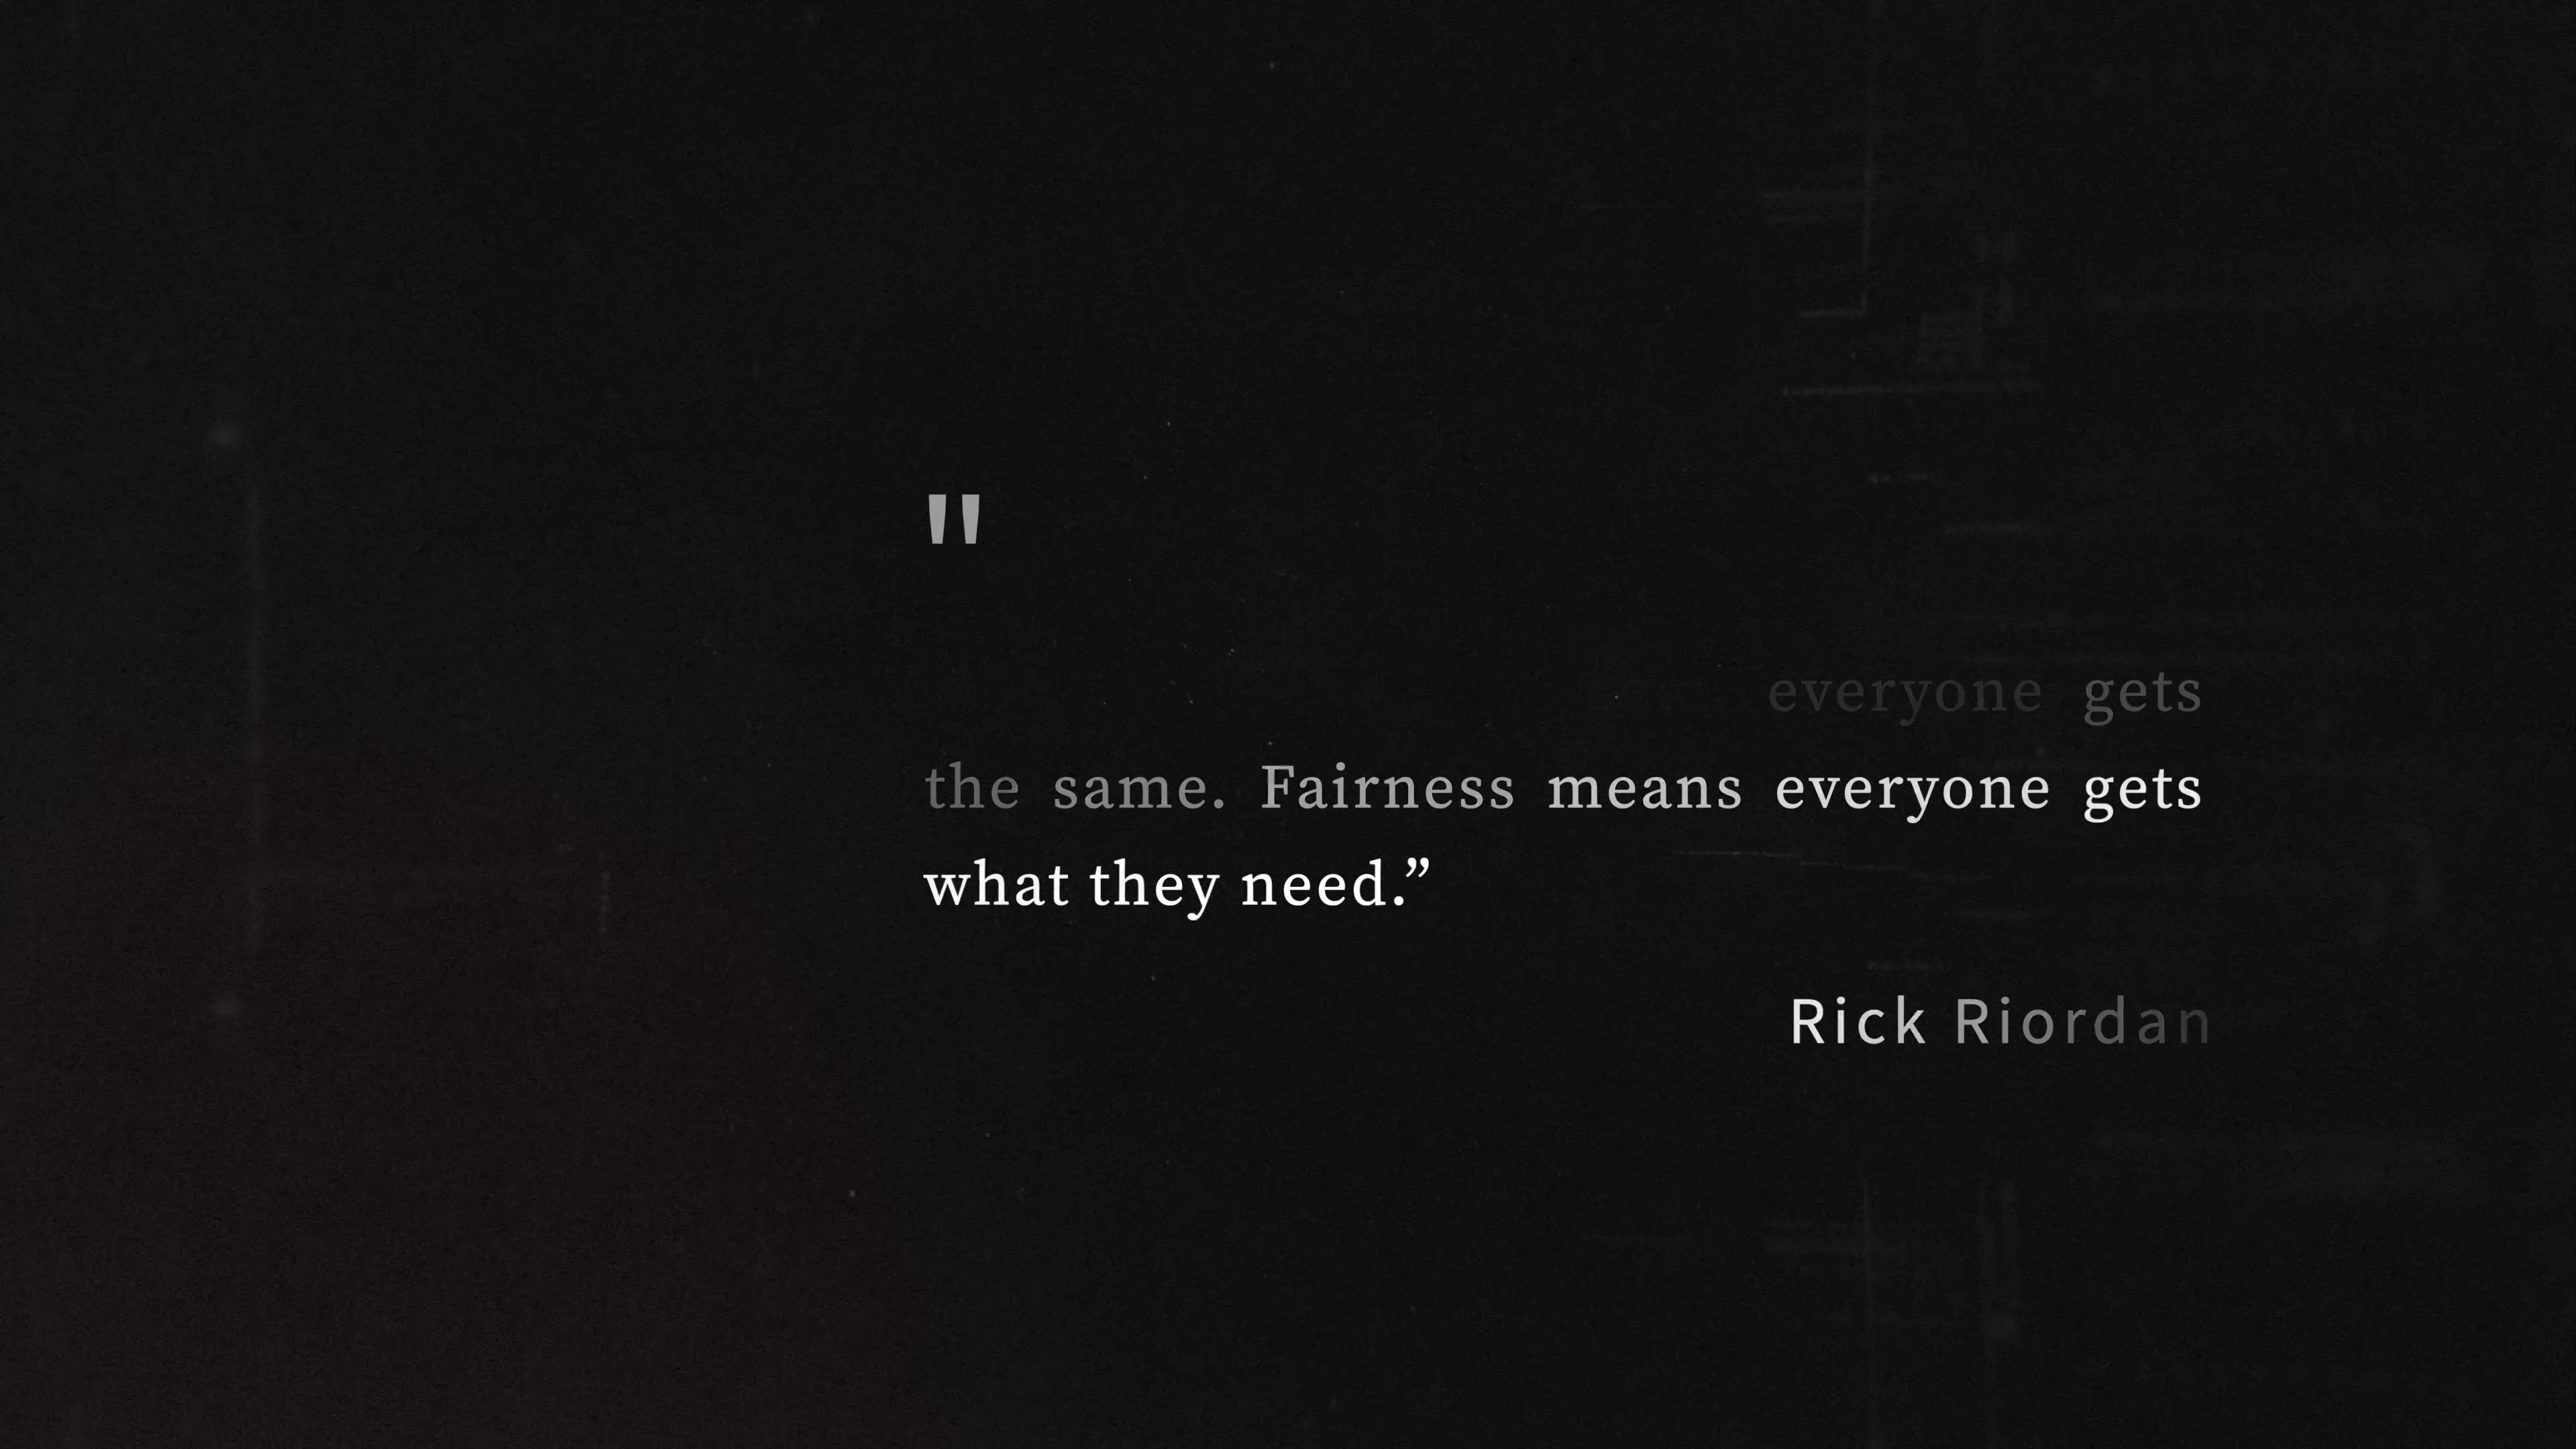 "
everyone gets
the same. Fairness means everyone gets
what they need.”
Rick Riordan